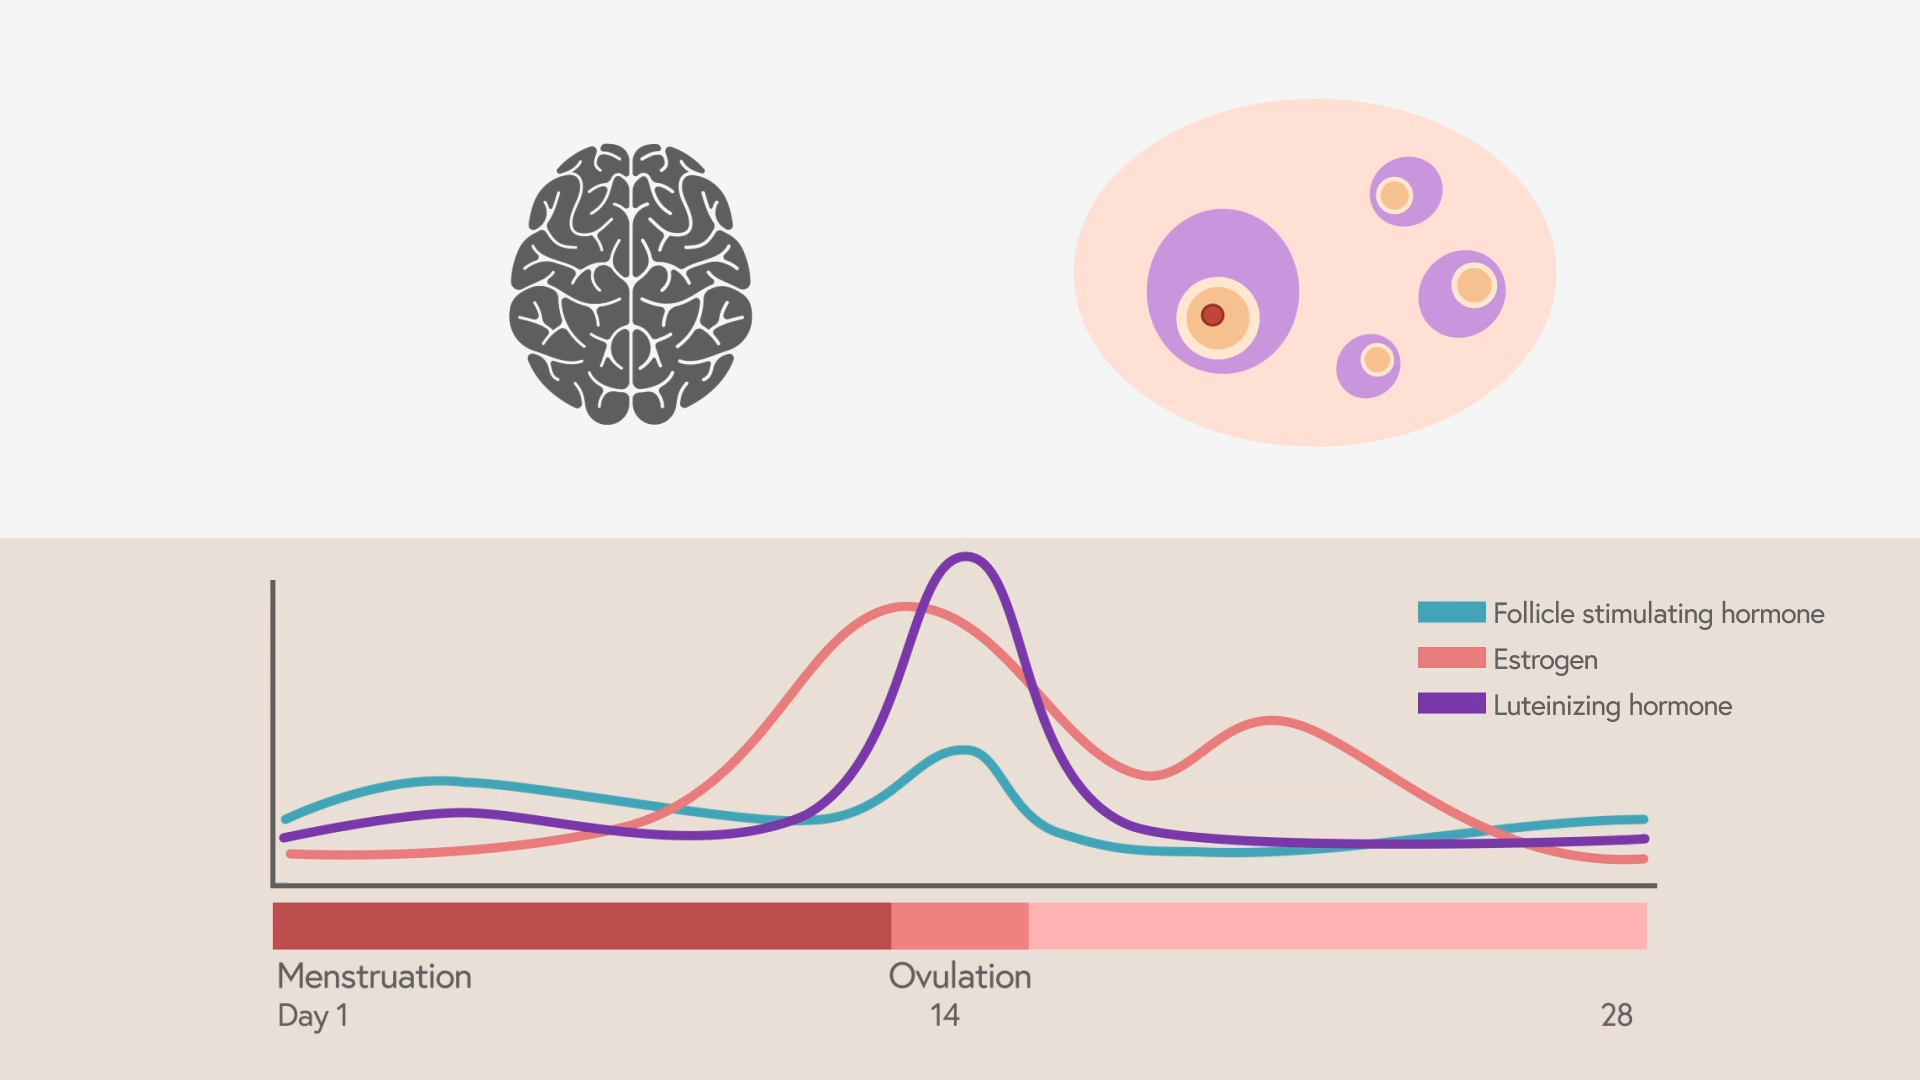 Follicle stimulating hormone
Estrogen
Luteinizing hormone
Menstruation
Ovulation
Day 1
14
28